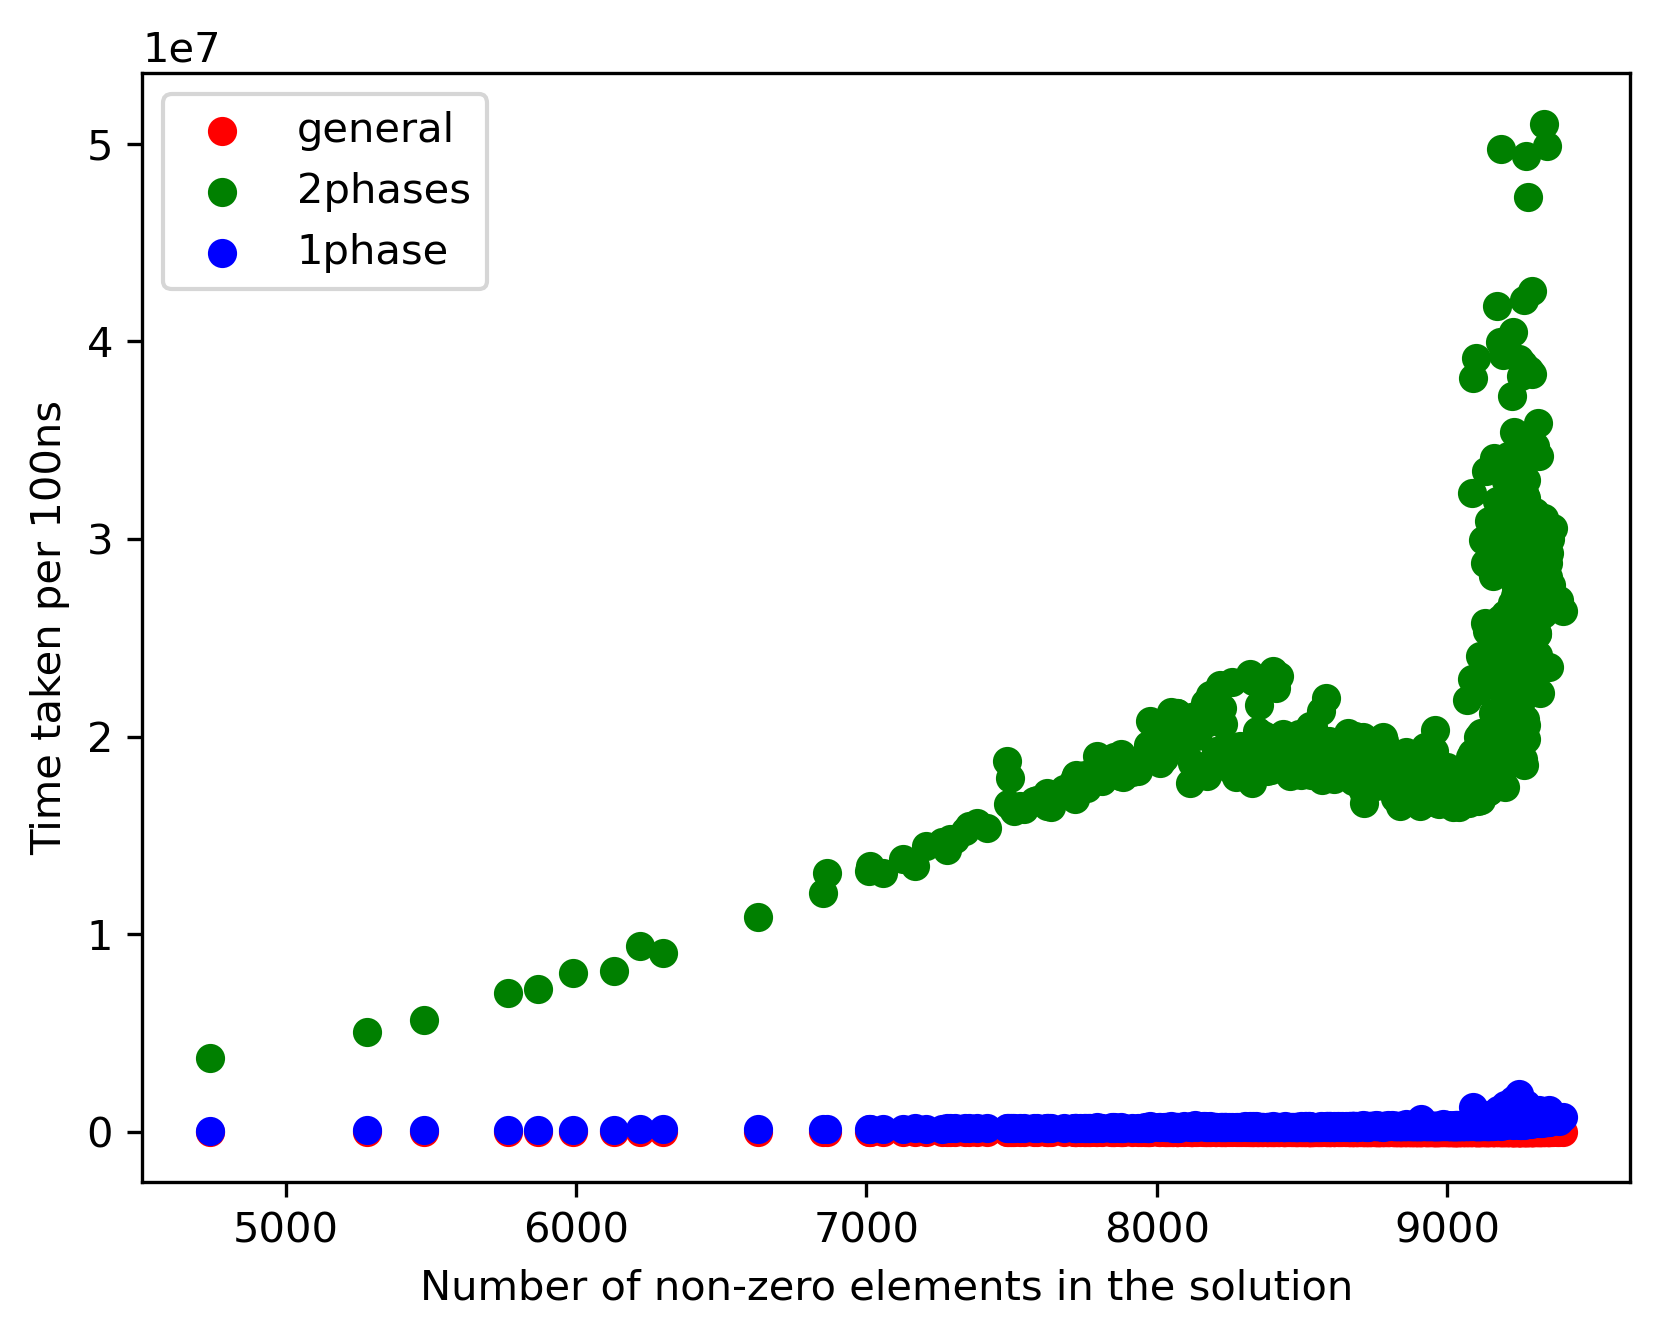 1e7
general
2phases
1phase
5
4
3
2
1
0
Time taken per 100ns
5000 6000 7000 8000 9000
Number of non-zero elements in the solution